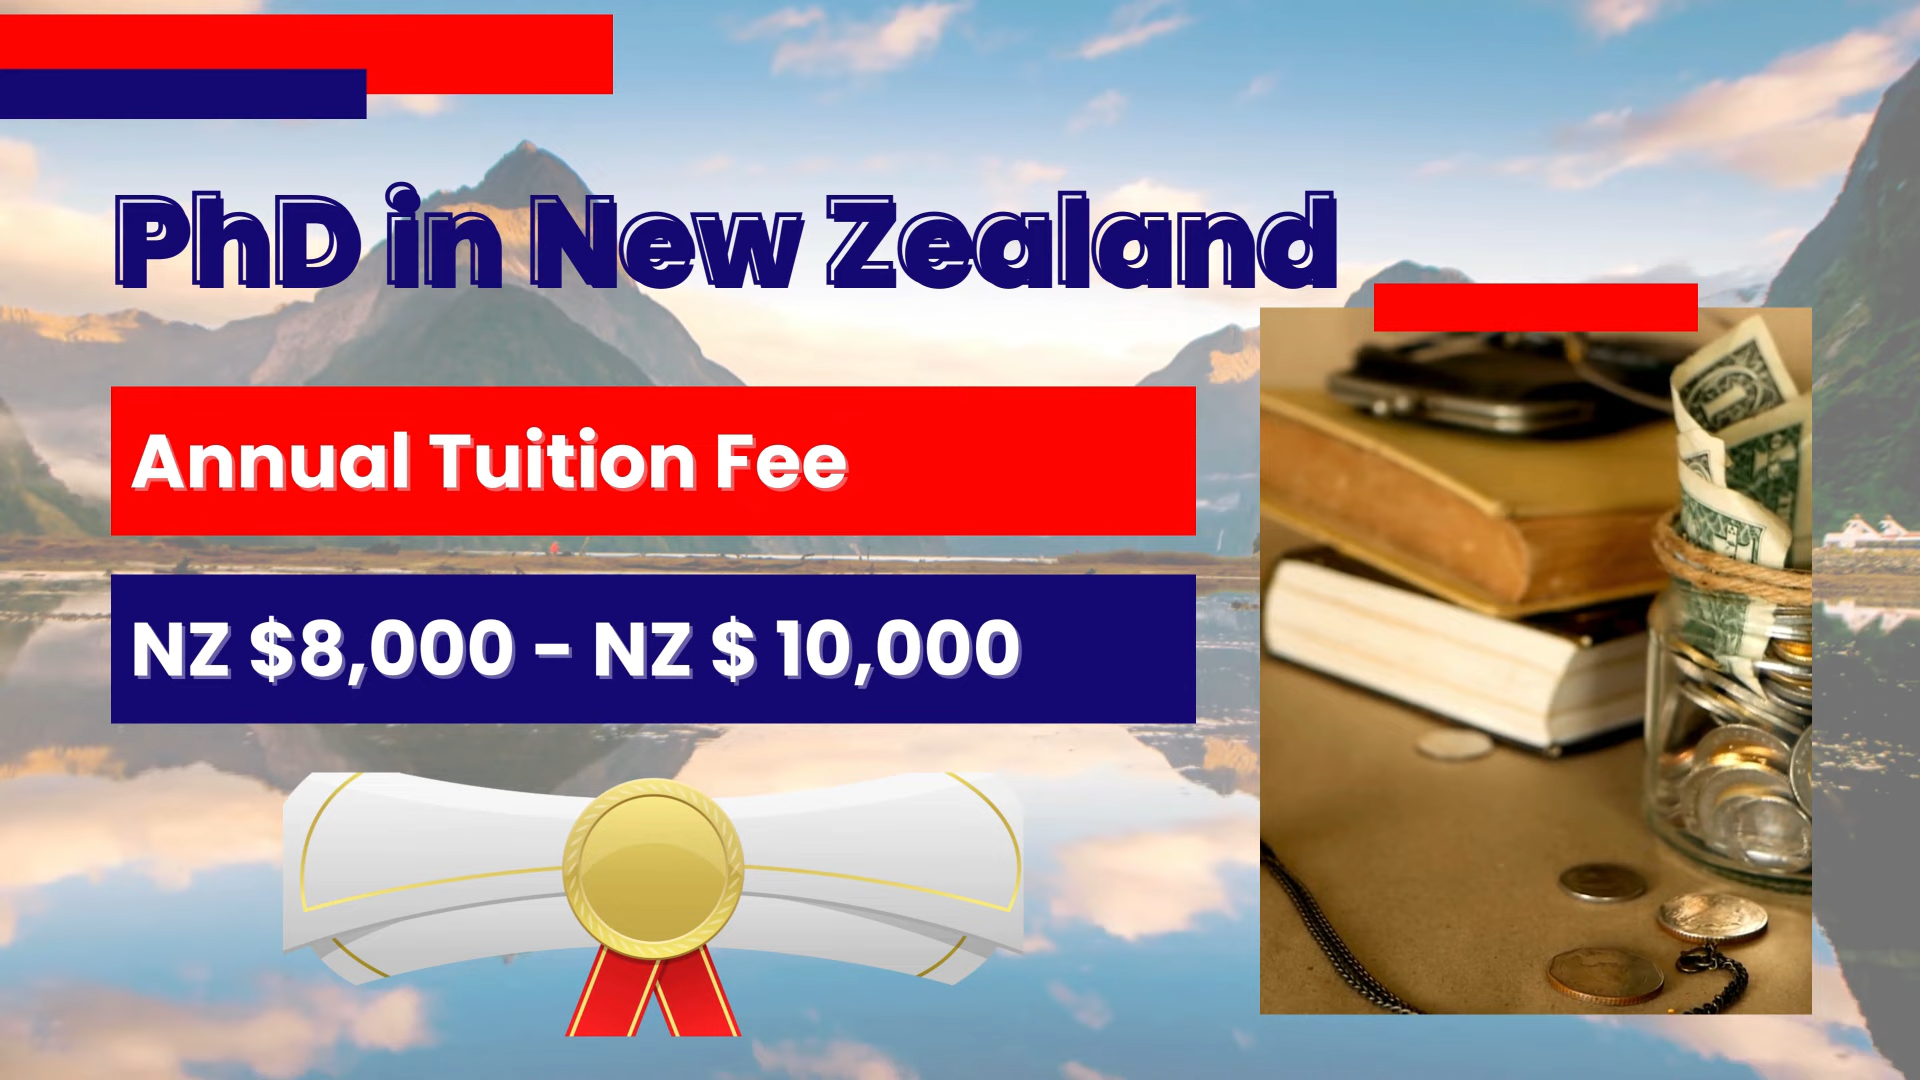 PhD in New Zealand
Annual Tuition Fee
NZ $8,000 – NZ $ 10,000